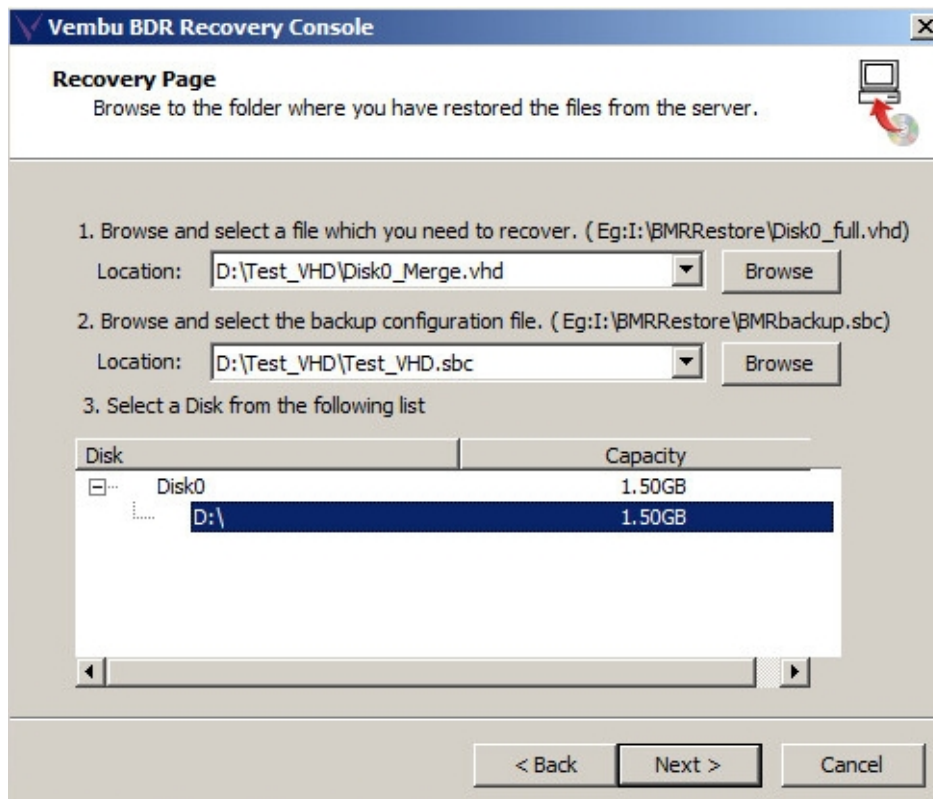 Vembu BDR Recovery Console
Recovery Page
Browse to the folder where you have restored the files from the server.
1. Browse and select a file which you need to recover. ( Eg:I:\BMRRestore\Disk0_full.vhd)
Location: D:\Test_VHD\Disk0_Merge.vhd Browse
2. Browse and select the backup configuration file. ( Eg:I:\BMRRestore\BMRbackup.sbc)
Location: D:\Test_VHD\Test_VHD.sbc Browse
3. Select a Disk from the following list
Disk Capacity
Disk0 1.50GB
D:\ 1.50GB
< Back Next > Cancel